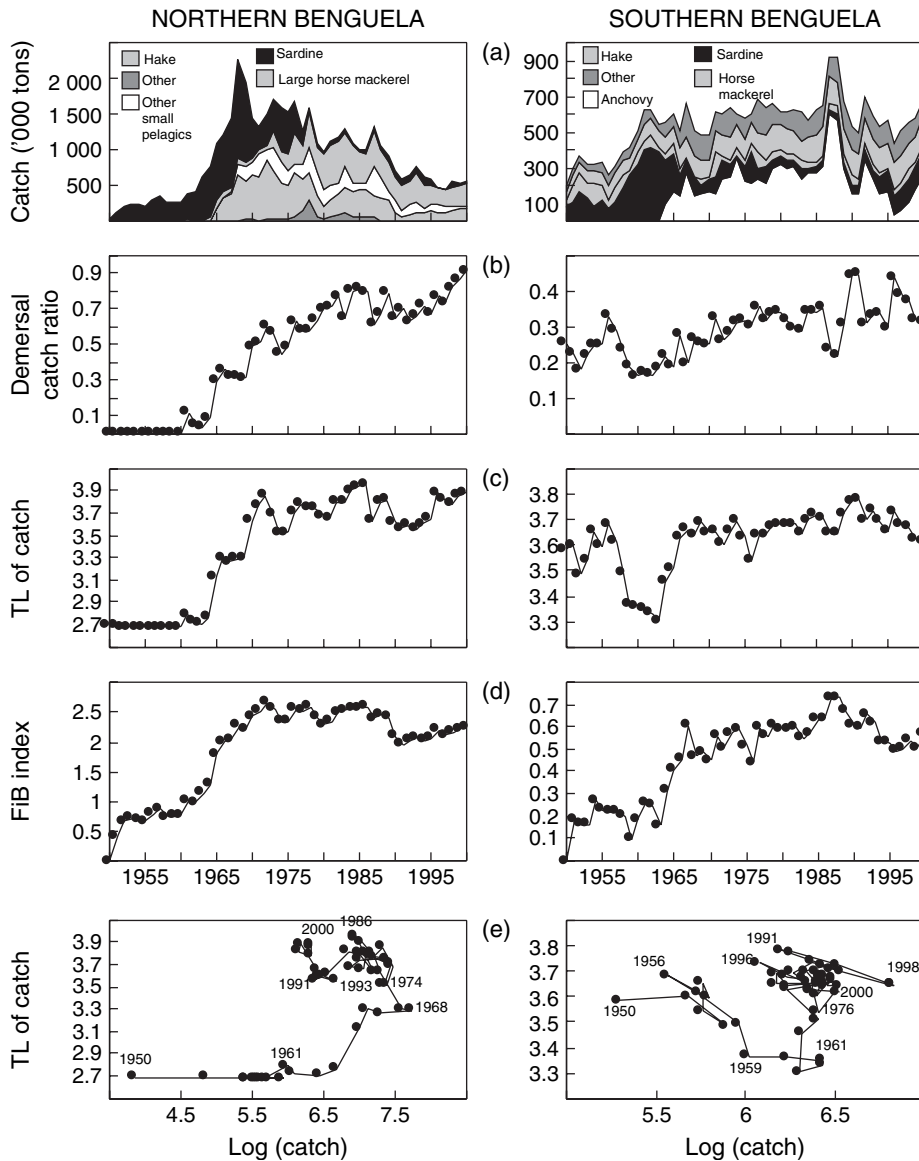 NORTHERN BENGUELA
SOUTHERN BENGUELA
(a)
Catch ('000 tons)
2 000
1 500
1 000
500
Hake
Other
Other small pelagics
Sardine
Large horse mackerel
900
700
500
300
100
Hake
Other
Anchovy
Sardine
Horse mackerel
(b)
Demersal catch ratio
0.9
0.7
0.5
0.3
0.1
0.4
0.3
0.2
0.1
(c)
TL of catch
3.9
3.7
3.5
3.3
3.1
2.9
2.7
3.8
3.7
3.6
3.5
3.4
3.3
(d)
FiB index
2.5
2
1.5
1
0.5
1955 1965 1975 1985 1995
0.7
0.6
0.5
0.4
0.3
0.2
0.1
1955 1965 1975 1985 1995
(e)
TL of catch
3.9
3.7
3.5
3.3
3.1
2.9
2.7
1950
1961
1968
1974
1986
1993
1991
2000
4.5 5.5 6.5 7.5
Log (catch)
3.8
3.7
3.6
3.5
3.4
3.3
1950
1956
1959
1961
1976
2000
1998
1996
1991
5.5 6 6.5
Log (catch)